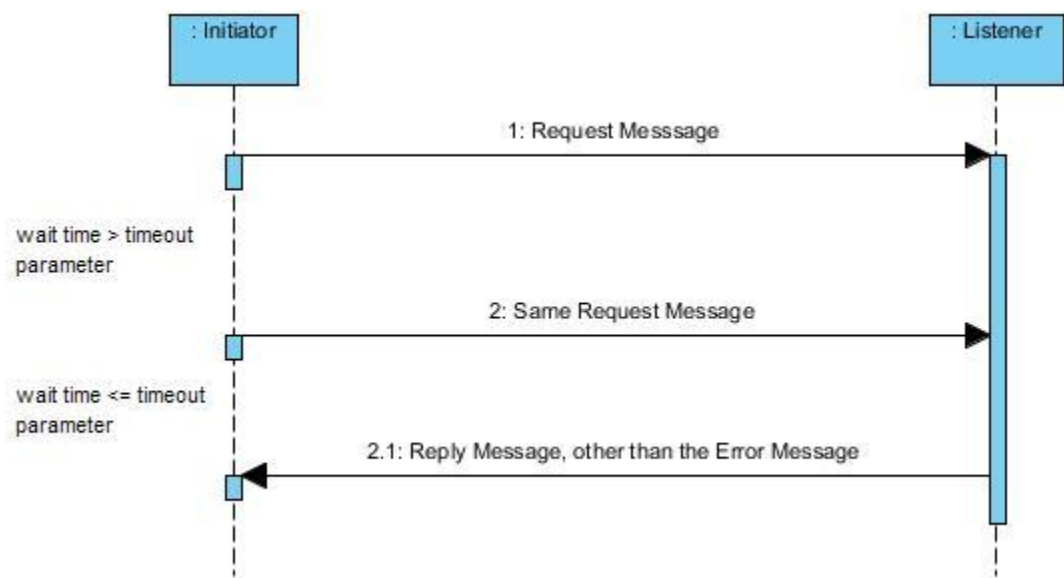 : Initiator
: Listener
1: Request Messsage
wait time > timeout
parameter
2: Same Request Message
wait time <= timeout
parameter
2.1: Reply Message, other than the Error Message